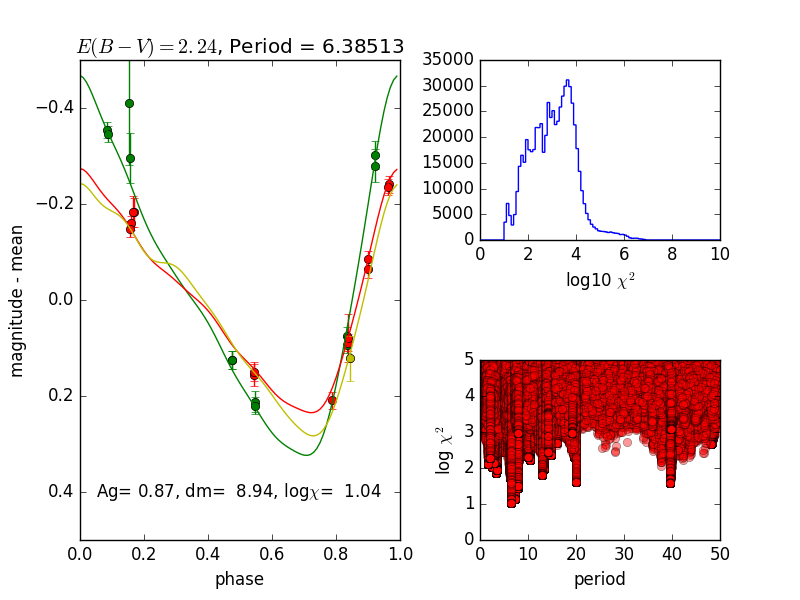 E(B − V) = 2.24, Period = 6.38513
magnitude - mean
−0.4
−0.2
0.0
0.2
0.4
Ag= 0.87, dm= 8.94, logχ= 1.04
0.0 0.2 0.4 0.6 0.8 1.0
phase
35000
30000
25000
20000
15000
10000
5000
0
0 2 4 6 8 10
log10 χ²
log χ²
5
4
3
2
1
0
0 10 20 30 40 50
period